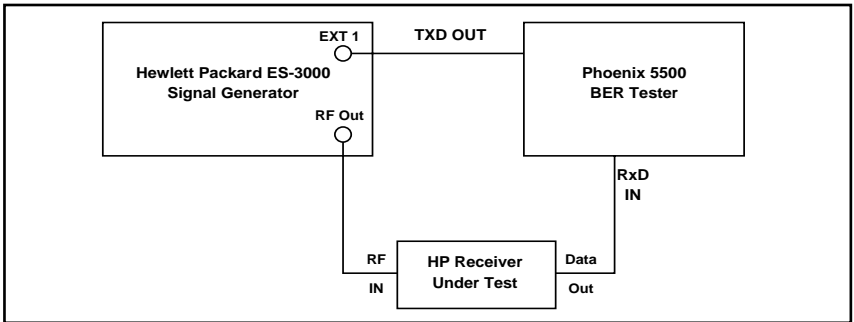 EXT 1
TXD OUT
Hewlett Packard ES-3000
Signal Generator
Phoenix 5500
BER Tester
RF Out
RxD
IN
RF
IN
HP Receiver
Under Test
Data
Out